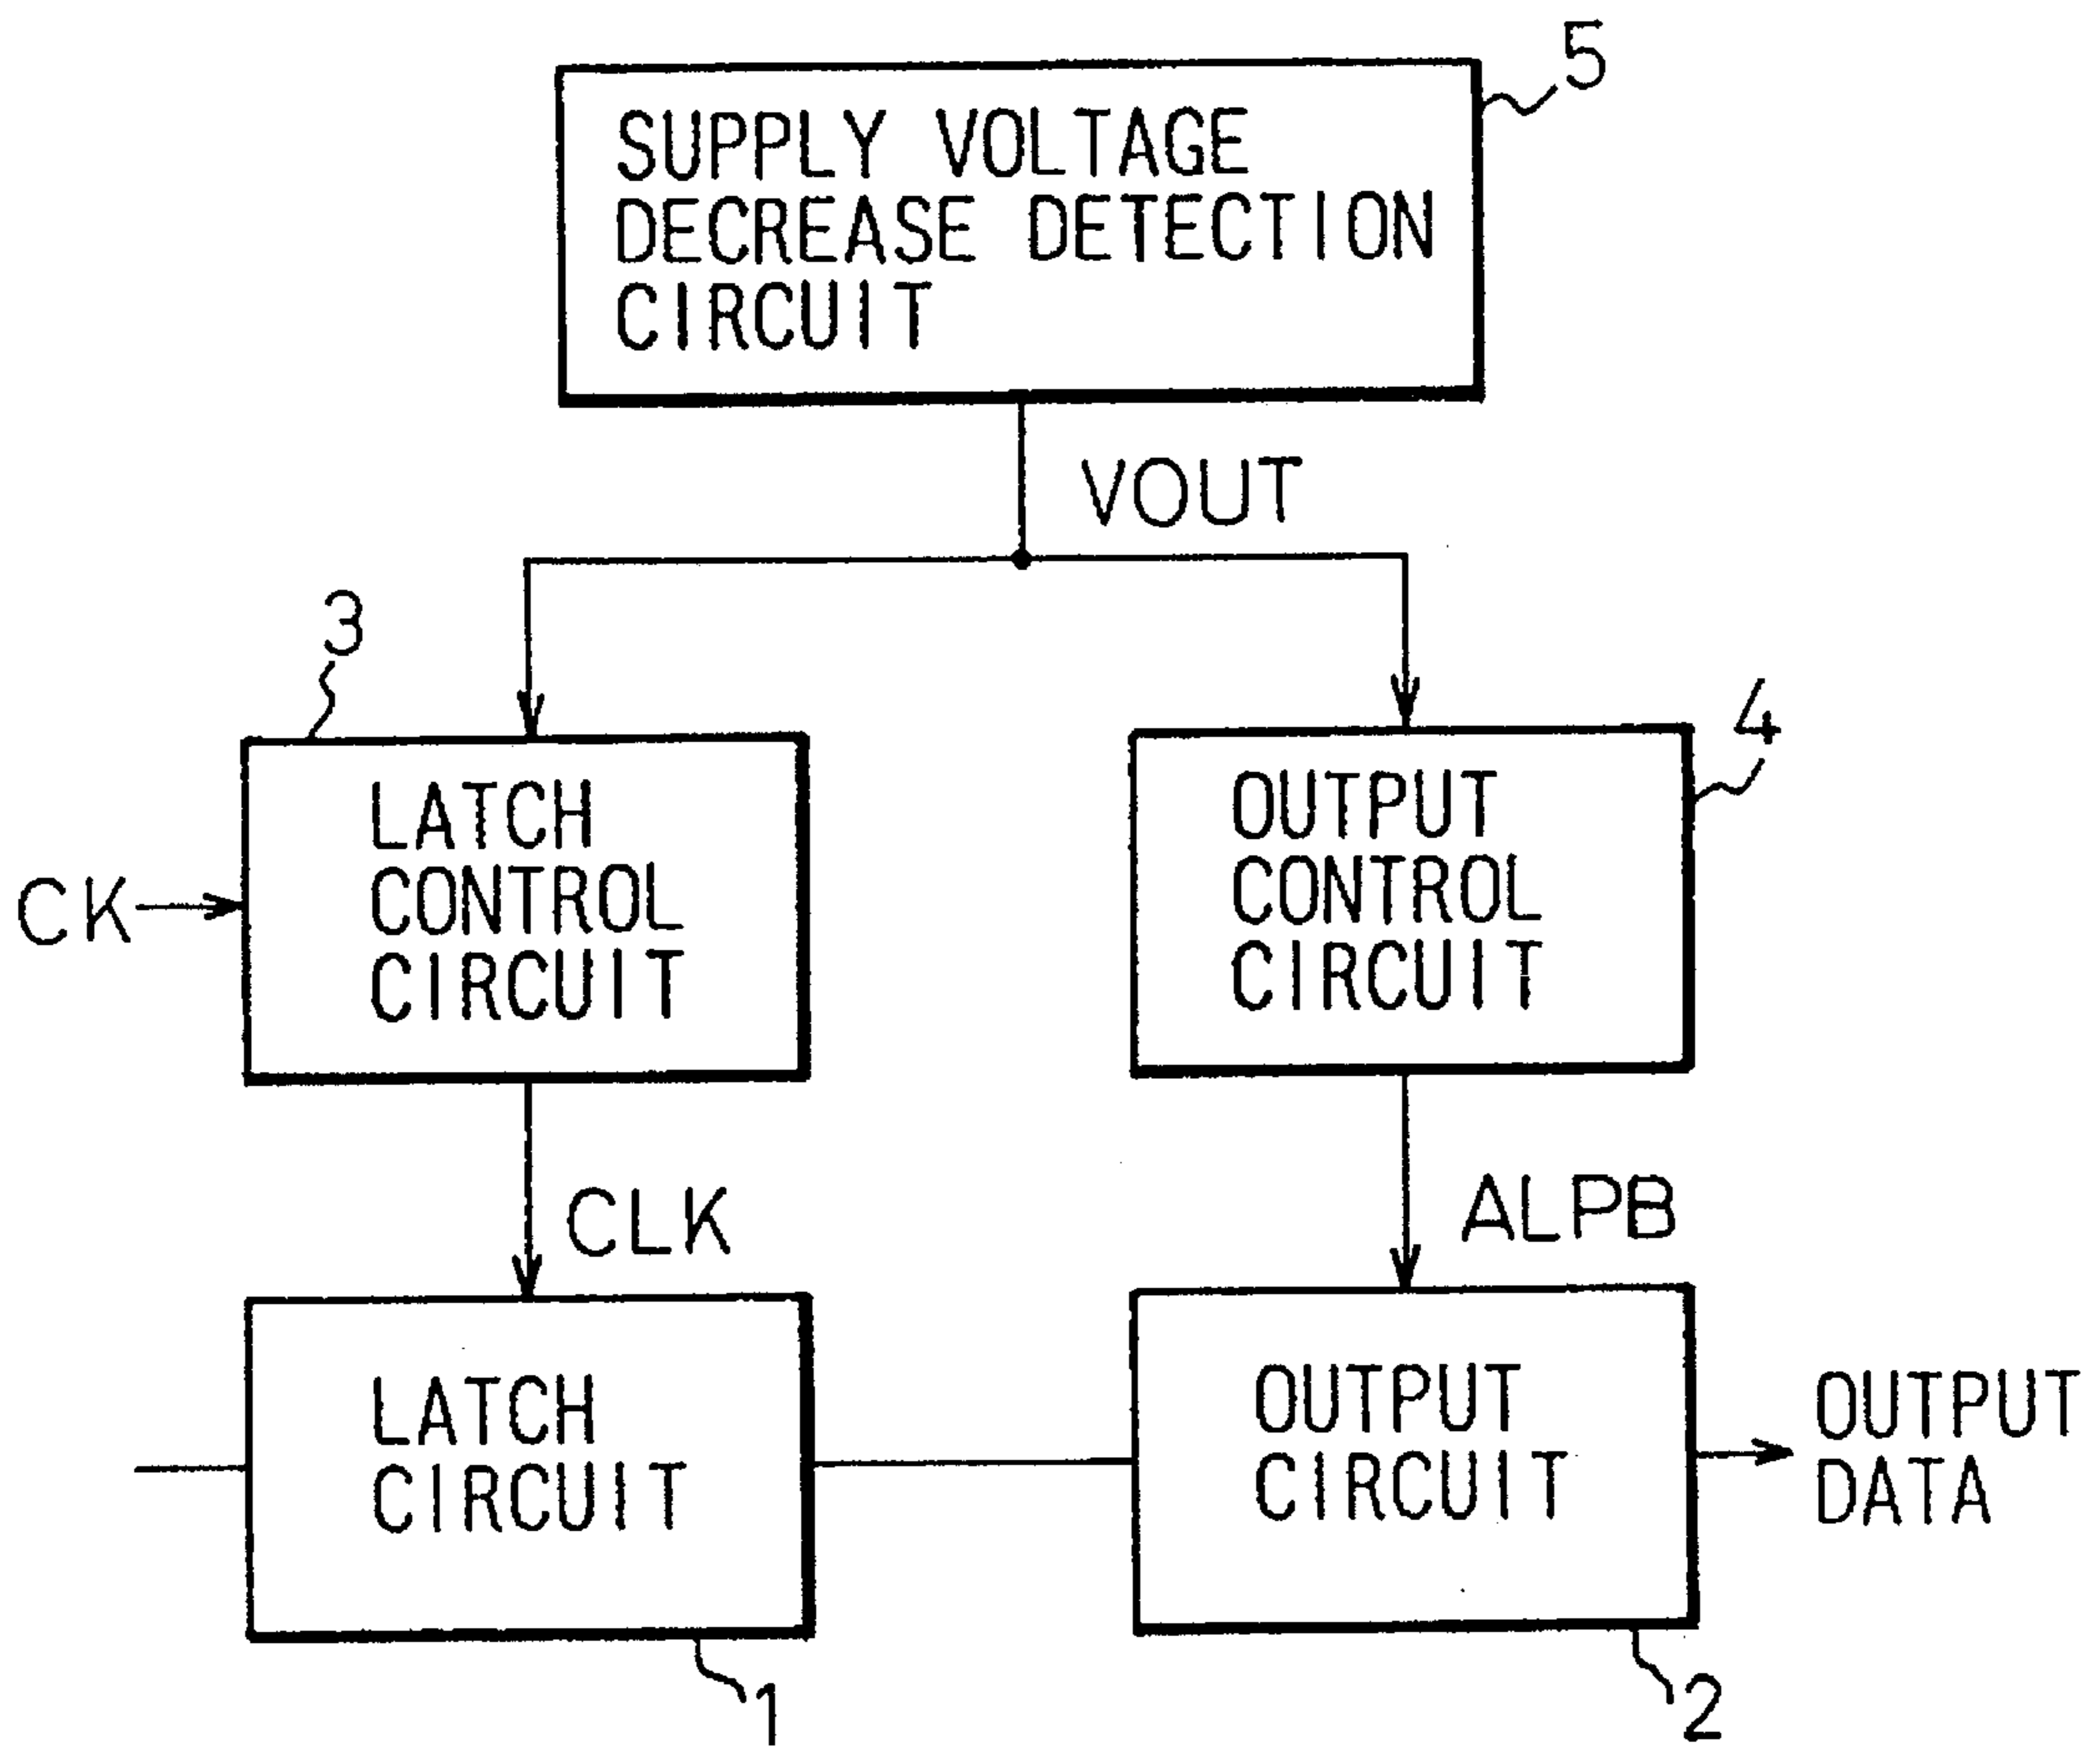 5
SUPPLY VOLTAGE
DECREASE DETECTION
CIRCUIT
VOUT
3
4
LATCH
CONTROL
CIRCUIT
OUTPUT
CONTROL
CIRCUIT
CK
CLK
ALPB
LATCH
CIRCUIT
OUTPUT
CIRCUIT
OUTPUT
DATA
1
2